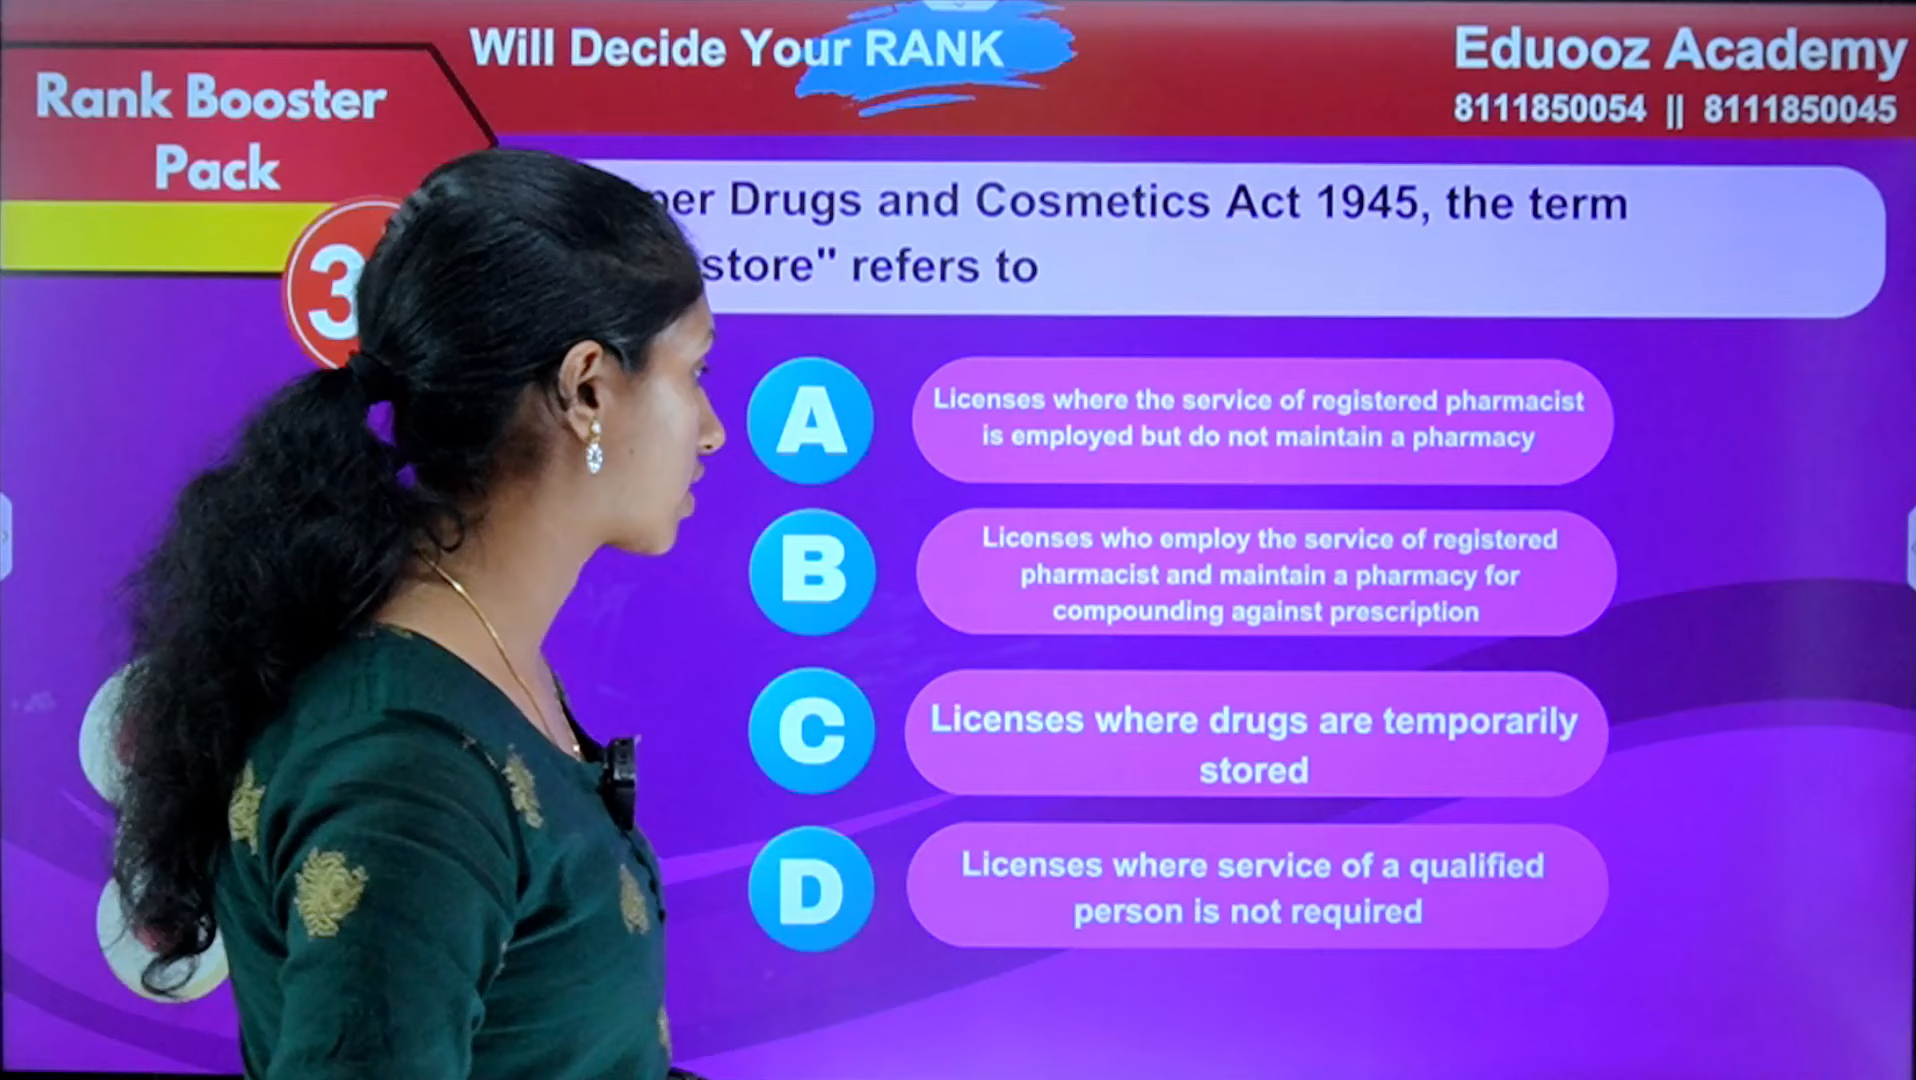 Will Decide Your RANK
Eduooz Academy
8111850054 || 8111850045
Rank Booster
Pack
3
per Drugs and Cosmetics Act 1945, the term
store" refers to
A
Licenses where the service of registered pharmacist
is employed but do not maintain a pharmacy
B
Licenses who employ the service of registered
pharmacist and maintain a pharmacy for
compounding against prescription
C
Licenses where drugs are temporarily
stored
D
Licenses where service of a qualified
person is not required